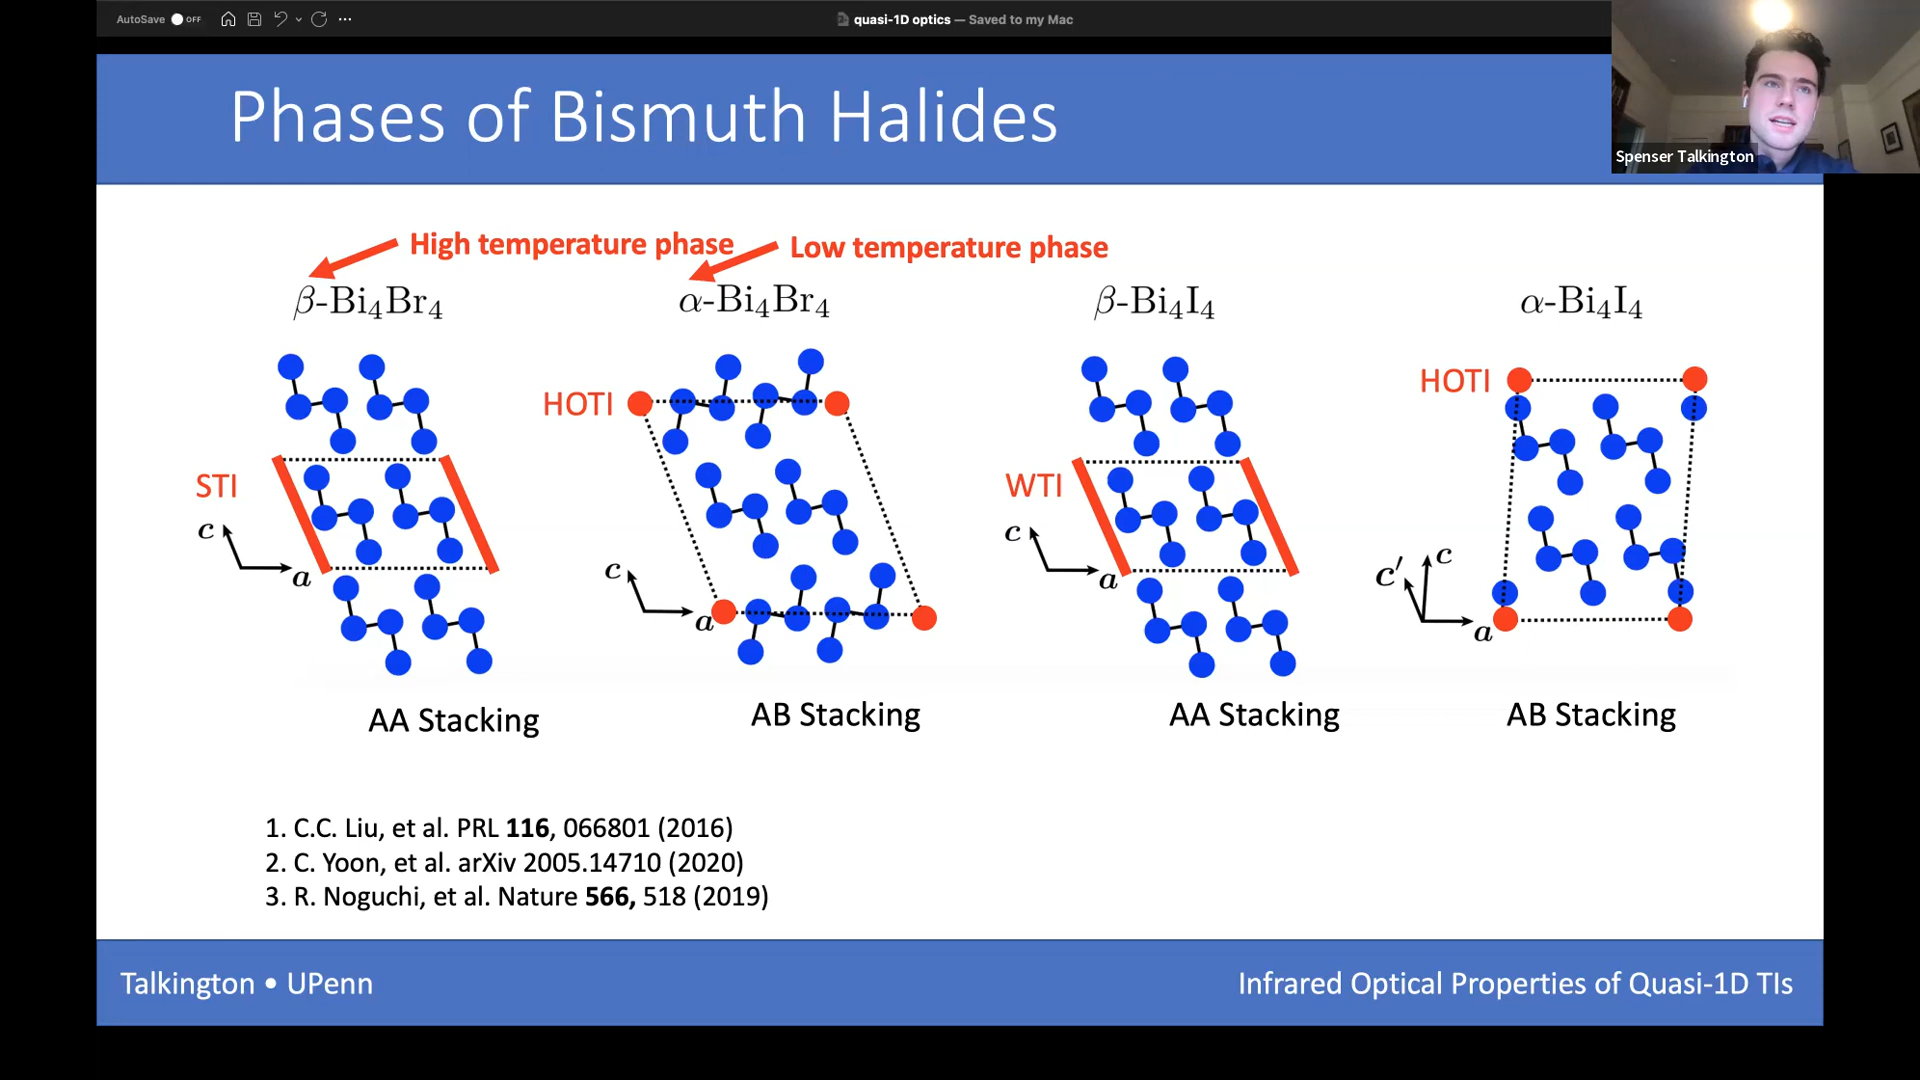 AutoSave OFF
quasi-1D optics — Saved to my Mac
Spenser Talkington
Phases of Bismuth Halides
High temperature phase
Low temperature phase
β-Bi₄Br₄
α-Bi₄Br₄
β-Bi₄I₄
α-Bi₄I₄
HOTI
HOTI
STI
WTI
c
a
c
a
c
a
c′
c
a
AA Stacking
AB Stacking
AA Stacking
AB Stacking
1. C.C. Liu, et al. PRL 116, 066801 (2016)
2. C. Yoon, et al. arXiv 2005.14710 (2020)
3. R. Noguchi, et al. Nature 566, 518 (2019)
Talkington • UPenn
Infrared Optical Properties of Quasi-1D TIs